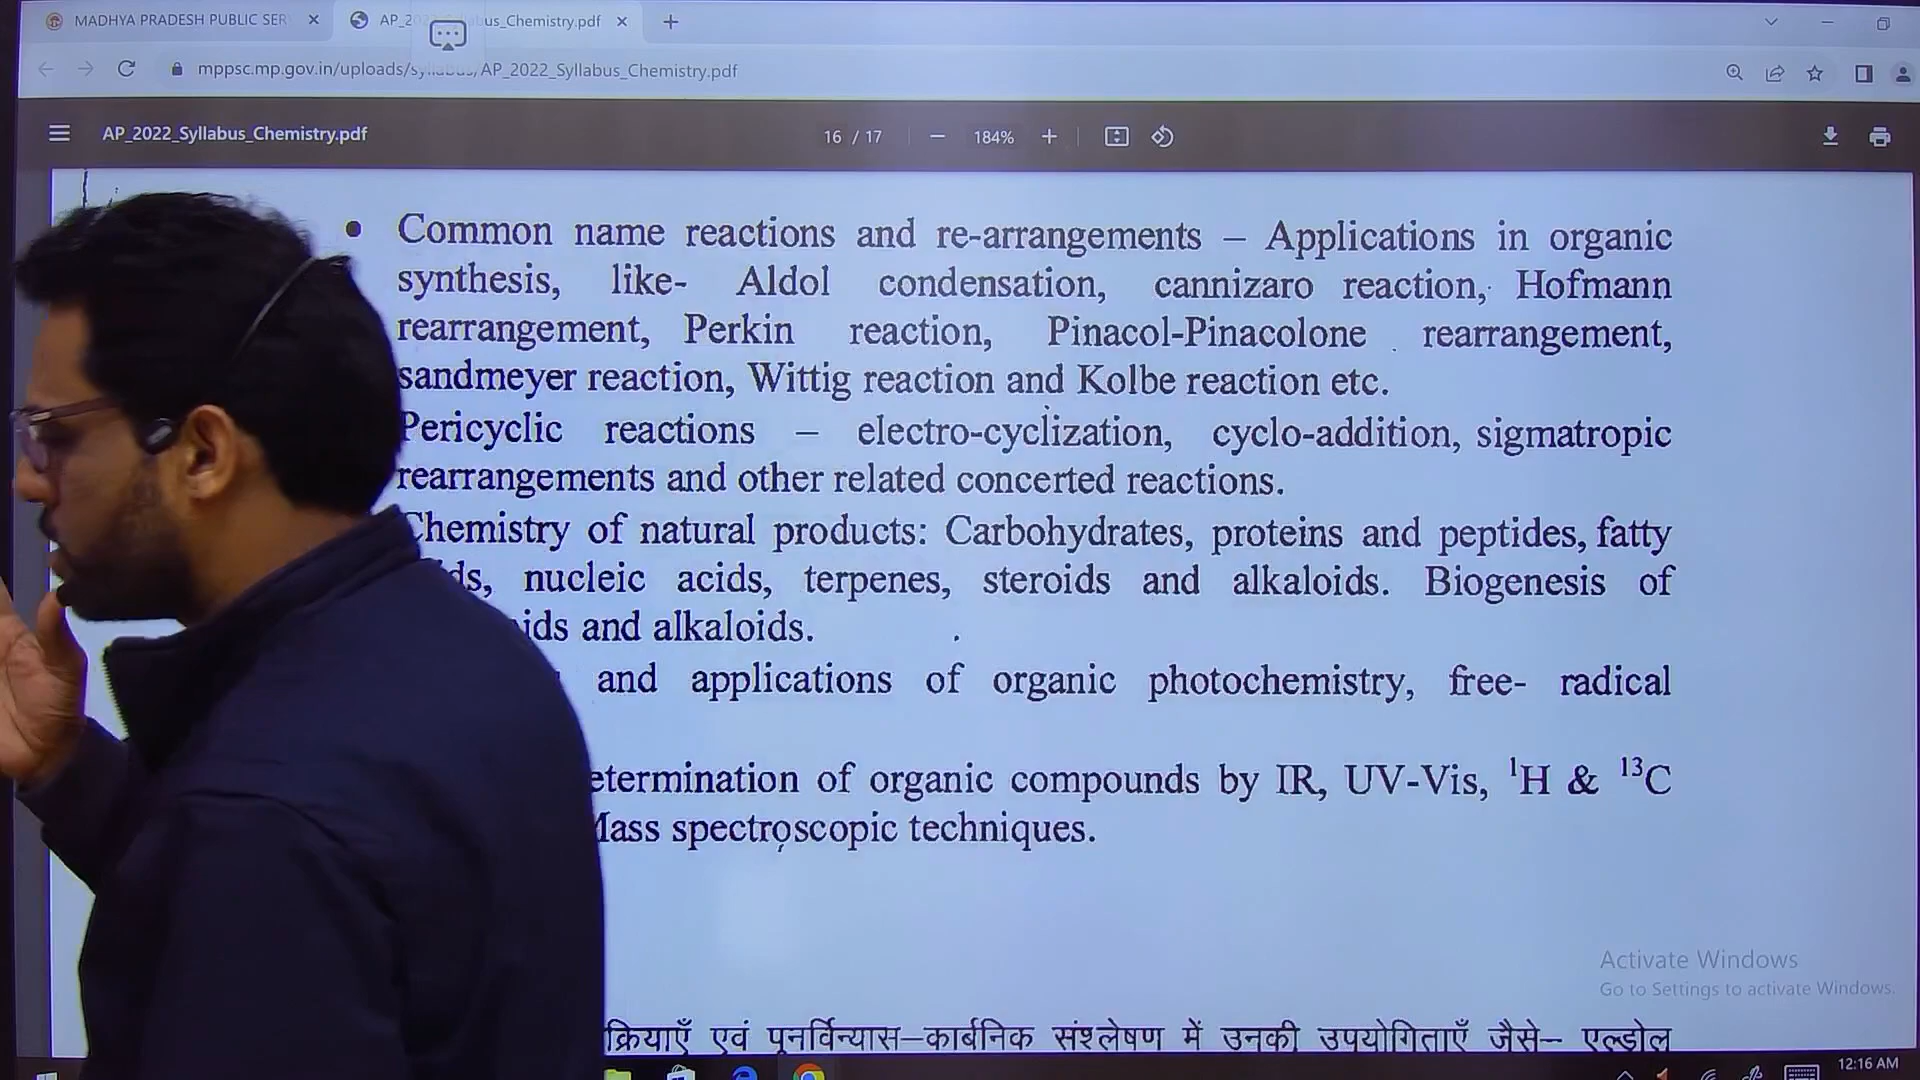 MADHYA PRADESH PUBLIC SER
us_Chemistry.pdf
mppsc.mp.gov.in/uploads/syllabus/AP_2022_Syllabus_Chemistry.pdf
AP_2022_Syllabus_Chemistry.pdf
16 / 17
184%
• Common name reactions and re-arrangements – Applications in organic
synthesis, like- Aldol condensation, cannizaro reaction, Hofmann
rearrangement, Perkin reaction, Pinacol-Pinacolone rearrangement,
sandmeyer reaction, Wittig reaction and Kolbe reaction etc.
Pericyclic reactions – electro-cyclization, cyclo-addition, sigmatropic
rearrangements and other related concerted reactions.
Chemistry of natural products: Carbohydrates, proteins and peptides, fatty
ds, nucleic acids, terpenes, steroids and alkaloids. Biogenesis of
ids and alkaloids.
and applications of organic photochemistry, free- radical
etermination of organic compounds by IR, UV-Vis, ¹H & ¹³C
Mass spectroscopic techniques.
Activate Windows
Go to Settings to activate Windows.
क्रियाएँ एवं पुनर्विन्यास–कार्बनिक संश्लेषण में उनकी उपयोगिताएँ जैसे– एल्डोल
12:16 AM